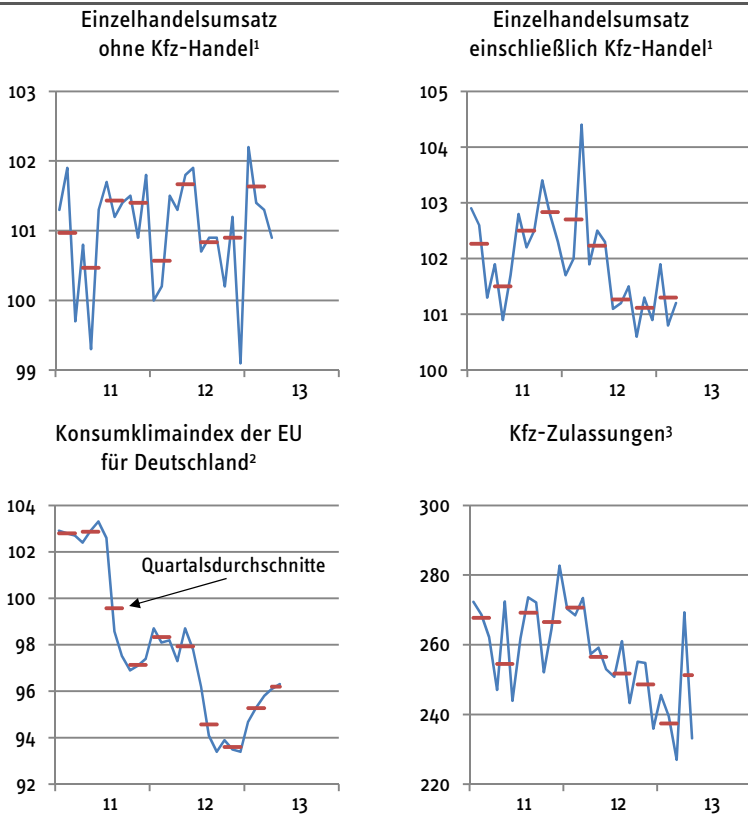 Einzelhandelsumsatz
ohne Kfz-Handel¹
103
102
101
100
99
11 12 13
Einzelhandelsumsatz
einschließlich Kfz-Handel¹
105
104
103
102
101
100
11 12 13
Konsumklimaindex der EU
für Deutschland²
104
102
100
98
96
94
92
Quartalsdurchschnitte
11 12 13
Kfz-Zulassungen³
300
280
260
240
220
11 12 13